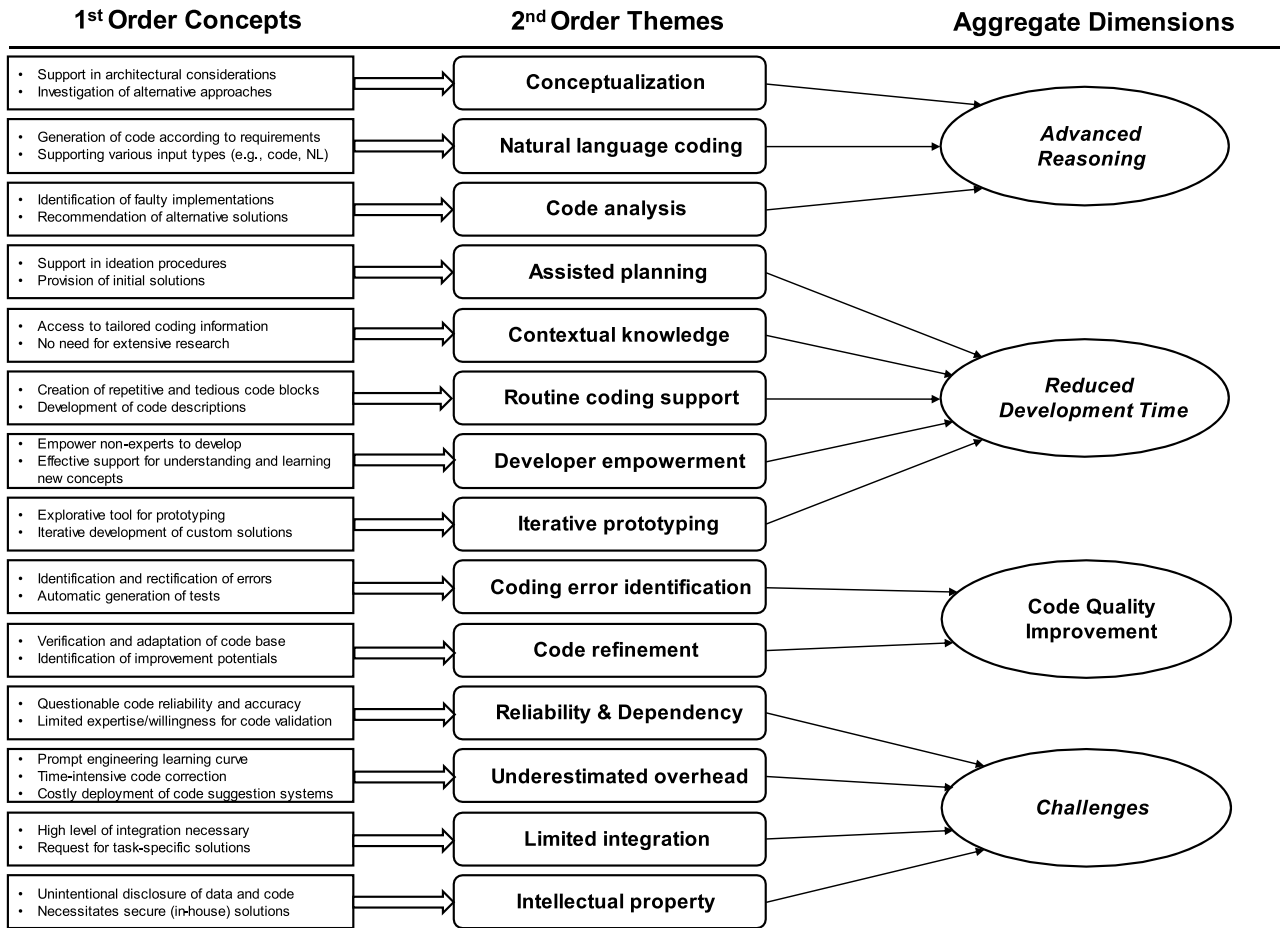 1st Order Concepts
2nd Order Themes
Aggregate Dimensions
• Support in architectural considerations
• Investigation of alternative approaches
Conceptualization
• Generation of code according to requirements
• Supporting various input types (e.g., code, NL)
Natural language coding
Advanced
Reasoning
• Identification of faulty implementations
• Recommendation of alternative solutions
Code analysis
• Support in ideation procedures
• Provision of initial solutions
Assisted planning
• Access to tailored coding information
• No need for extensive research
Contextual knowledge
• Creation of repetitive and tedious code blocks
• Development of code descriptions
Routine coding support
Reduced
Development Time
• Empower non-experts to develop
• Effective support for understanding and learning
new concepts
Developer empowerment
• Explorative tool for prototyping
• Iterative development of custom solutions
Iterative prototyping
• Identification and rectification of errors
• Automatic generation of tests
Coding error identification
Code Quality
Improvement
• Verification and adaptation of code base
• Identification of improvement potentials
Code refinement
• Questionable code reliability and accuracy
• Limited expertise/willingness for code validation
Reliability & Dependency
• Prompt engineering learning curve
• Time-intensive code correction
• Costly deployment of code suggestion systems
Underestimated overhead
Challenges
• High level of integration necessary
• Request for task-specific solutions
Limited integration
• Unintentional disclosure of data and code
• Necessitates secure (in-house) solutions
Intellectual property